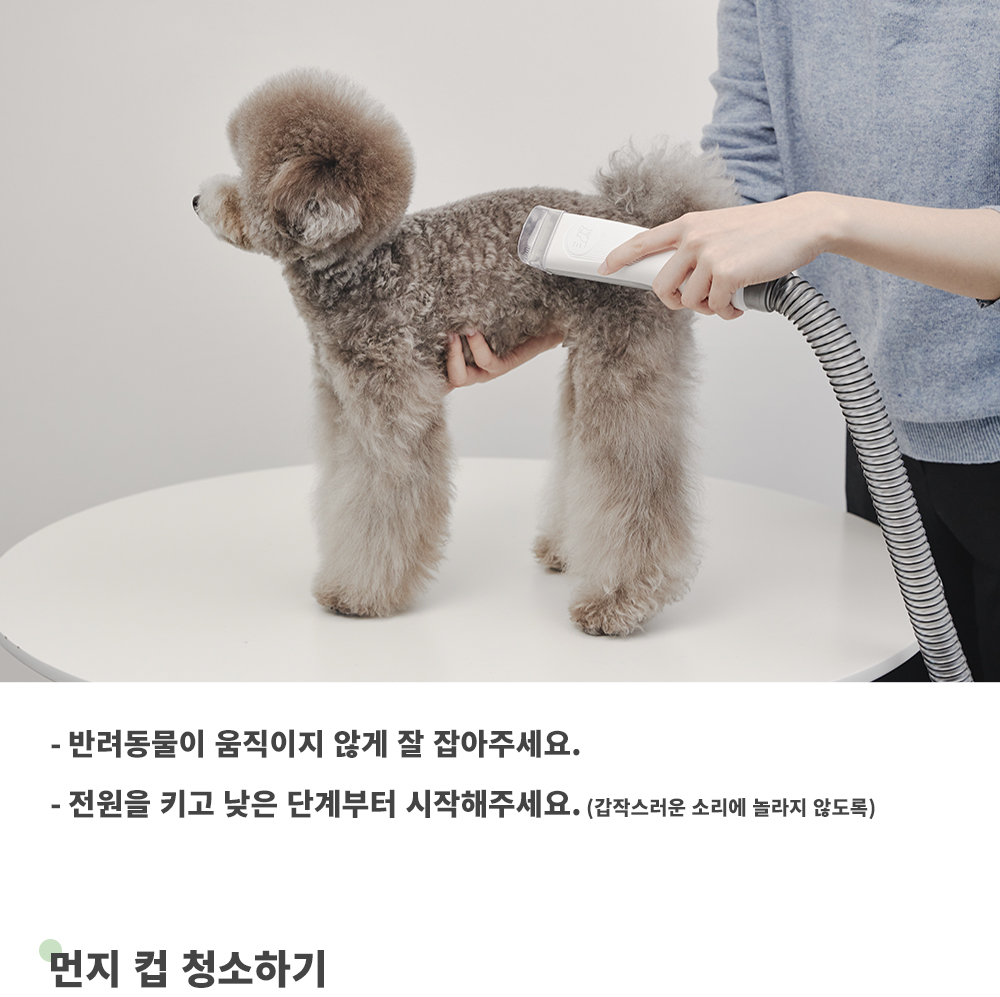 - 반려동물이 움직이지 않게 잘 잡아주세요.
- 전원을 키고 낮은 단계부터 시작해주세요. (갑작스러운 소리에 놀라지 않도록)
먼지 컵 청소하기